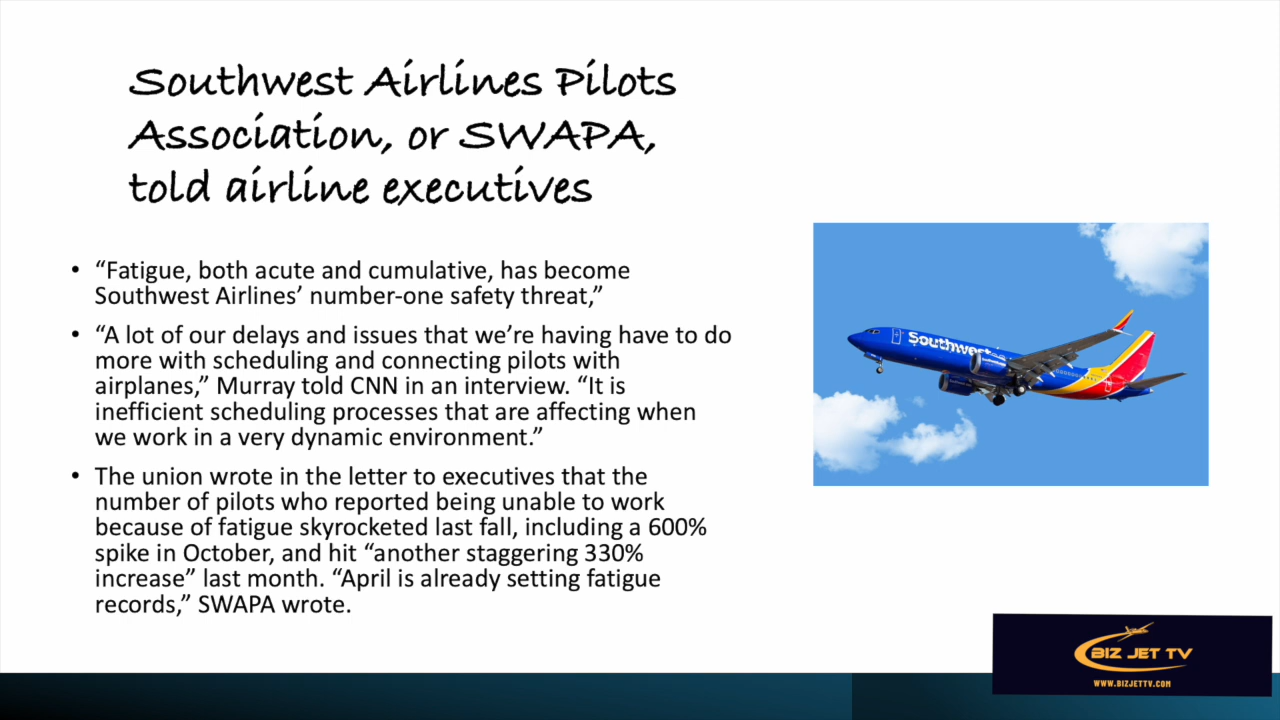 Southwest Airlines Pilots
Association, or SWAPA,
told airline executives
• “Fatigue, both acute and cumulative, has become
Southwest Airlines’ number-one safety threat,”
• “A lot of our delays and issues that we’re having have to do
more with scheduling and connecting pilots with
airplanes,” Murray told CNN in an interview. “It is
inefficient scheduling processes that are affecting when
we work in a very dynamic environment.”
• The union wrote in the letter to executives that the
number of pilots who reported being unable to work
because of fatigue skyrocketed last fall, including a 600%
spike in October, and hit “another staggering 330%
increase” last month. “April is already setting fatigue
records,” SWAPA wrote.
Southwest
BIZ JET TV
WWW.BIZJETTV.COM